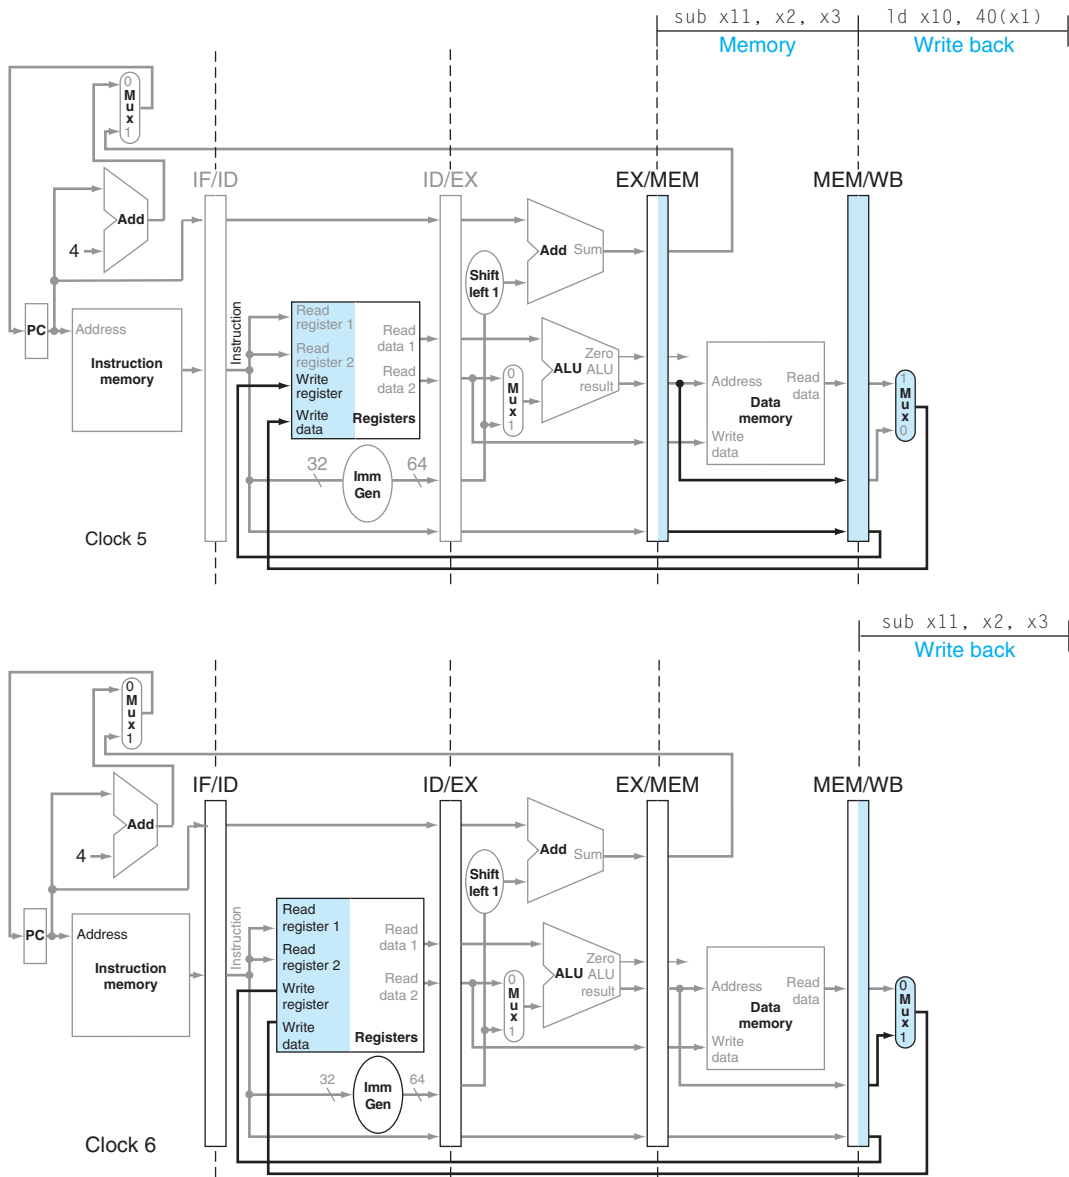 sub x11, x2, x3
ld x10, 40(x1)
Memory
Write back
0
M
u
x
1
IF/ID
ID/EX
EX/MEM
MEM/WB
Add
4
Add Sum
Shift
left 1
PC
Address
Instruction
memory
Instruction
Read
register 1
Read
register 2
Write
register
Write
data
Registers
Read
data 1
Read
data 2
0
M
u
x
1
Zero
ALU ALU
result
Address
Read
data
Data
memory
Write
data
1
M
u
x
0
32
Imm
Gen
64
Clock 5
sub x11, x2, x3
Write back
0
M
u
x
1
IF/ID
ID/EX
EX/MEM
MEM/WB
Add
4
Add Sum
Shift
left 1
PC
Address
Instruction
memory
Instruction
Read
register 1
Read
register 2
Write
register
Write
data
Registers
Read
data 1
Read
data 2
0
M
u
x
1
Zero
ALU ALU
result
Address
Read
data
Data
memory
Write
data
0
M
u
x
1
32
Imm
Gen
64
Clock 6